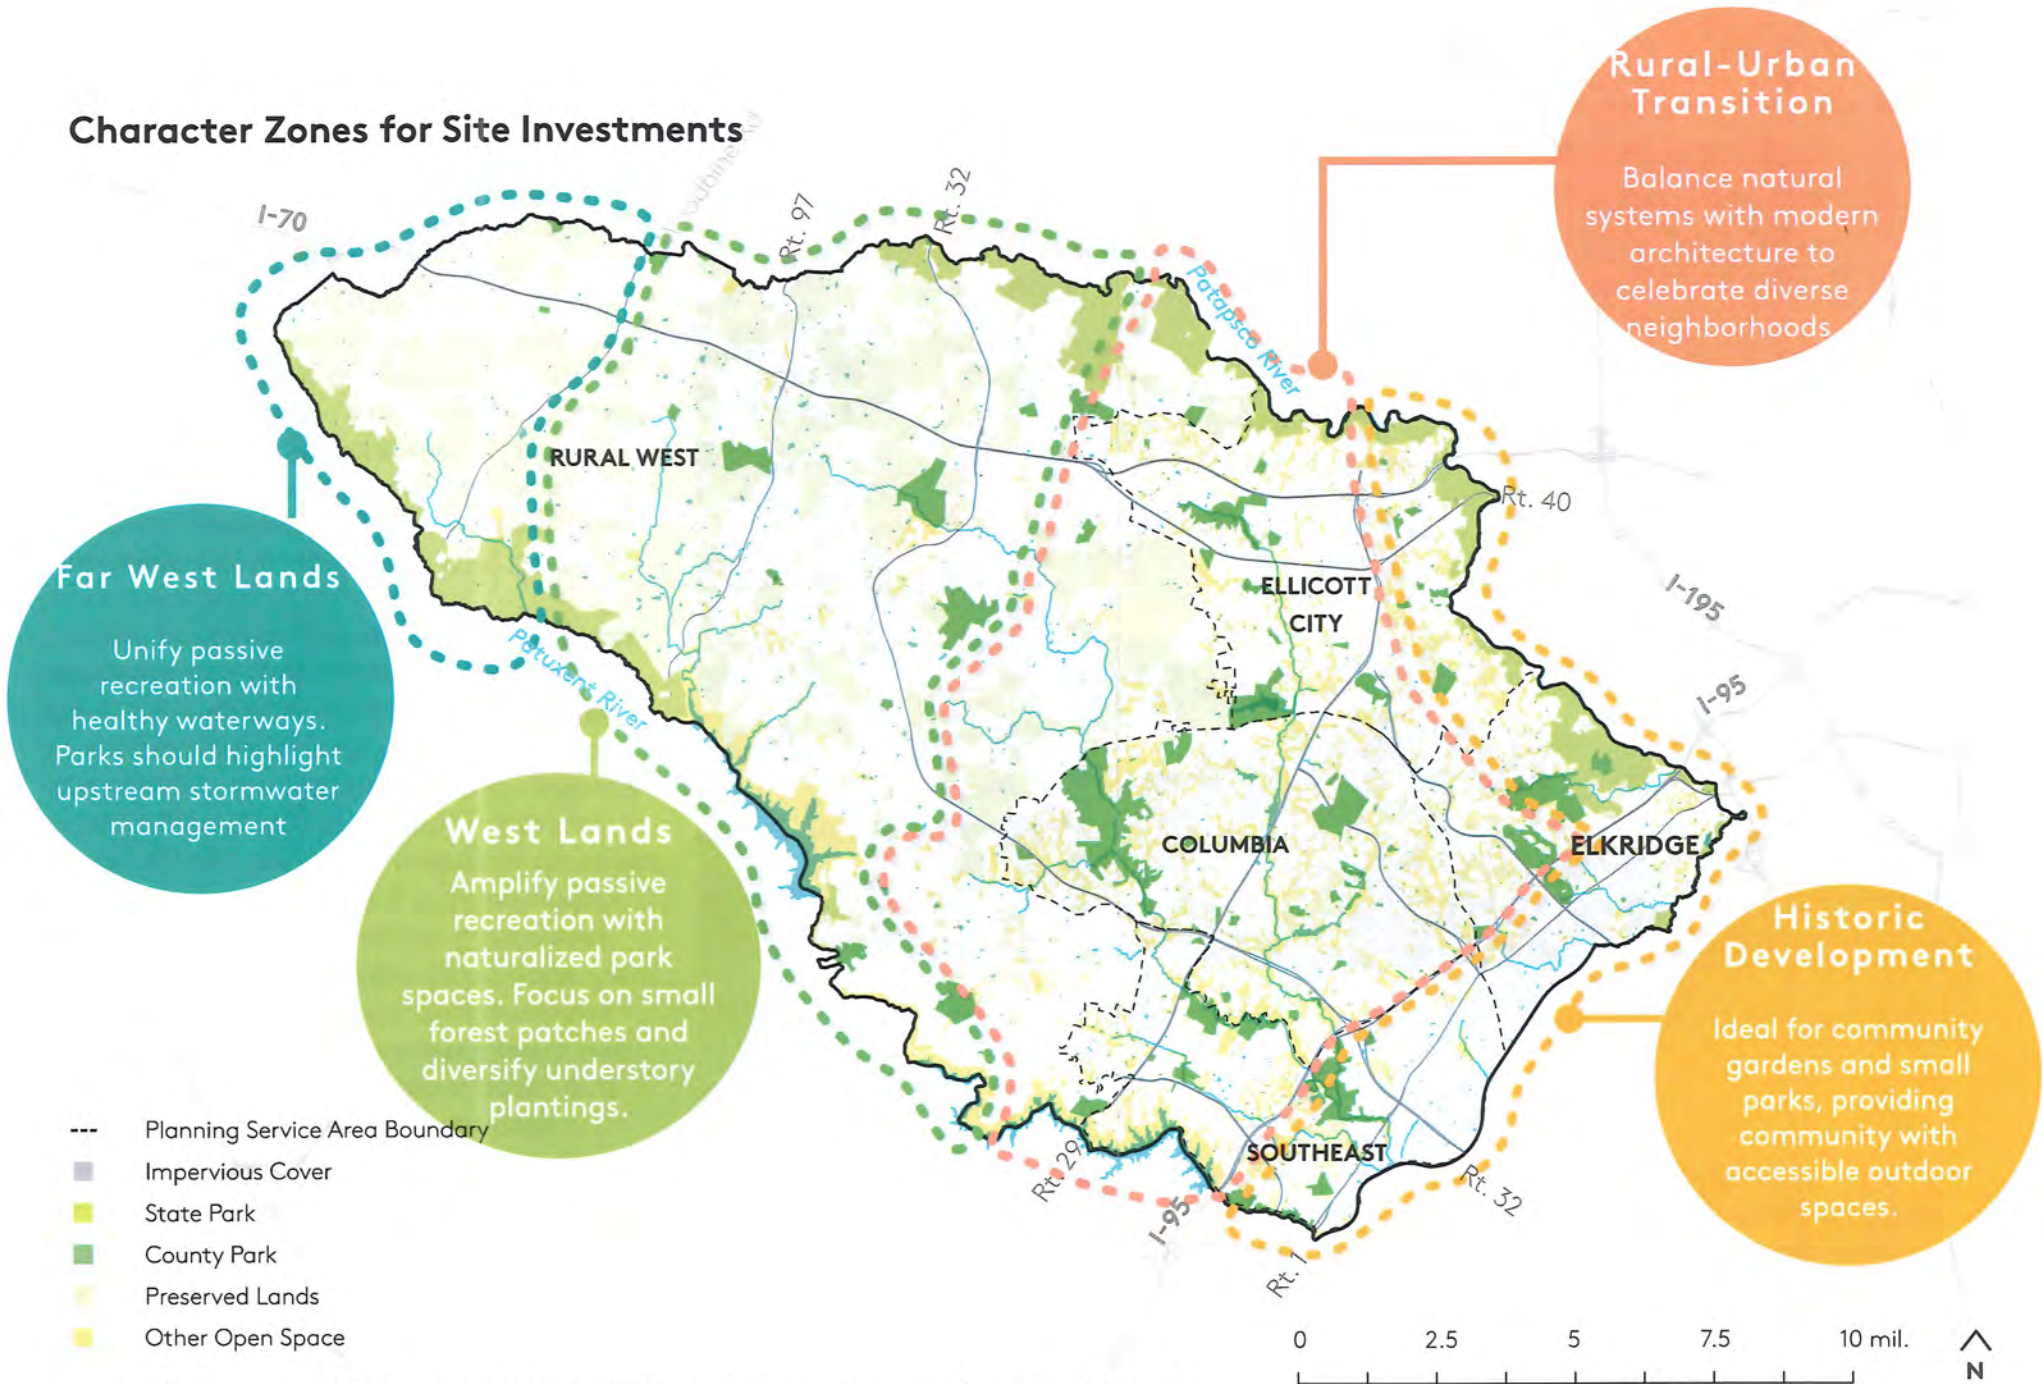 Character Zones for Site Investments
Rural-Urban
Transition
Balance natural
systems with modern
architecture to
celebrate diverse
neighborhoods.
I-70
Rt. 97
Rt. 32
Patapsco River
RURAL WEST
Rt. 40
ELLICOTT
CITY
I-195
I-95
Far West Lands
Unify passive
recreation with
healthy waterways.
Parks should highlight
upstream stormwater
management
Patuxent River
West Lands
Amplify passive
recreation with
naturalized park
spaces. Focus on small
forest patches and
diversify understory
plantings.
COLUMBIA
ELKRIDGE
Historic
Development
Ideal for community
gardens and small
parks, providing
community with
accessible outdoor
spaces.
SOUTHEAST
Rt. 29
I-95
Rt. 32
Rt. 1
Planning Service Area Boundary
Impervious Cover
State Park
County Park
Preserved Lands
Other Open Space
0 2.5 5 7.5 10 mil.
N